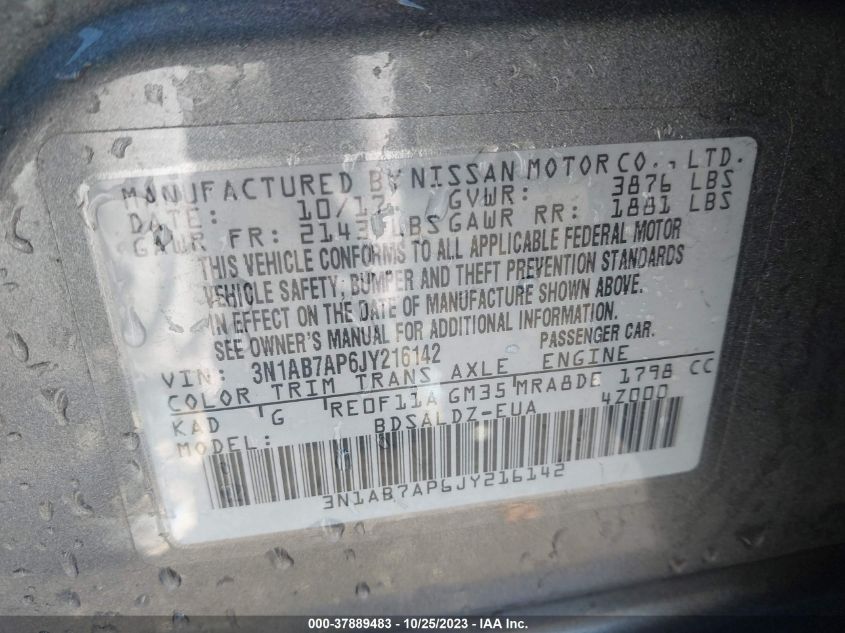 MANUFACTURED BY NISSAN MOTOR CO., LTD.
DATE: 10/17 GVWR: 3876 LBS
GAWR FR: 2143 LBS GAWR RR: 1881 LBS
THIS VEHICLE CONFORMS TO ALL APPLICABLE FEDERAL MOTOR
VEHICLE SAFETY, BUMPER AND THEFT PREVENTION STANDARDS
IN EFFECT ON THE DATE OF MANUFACTURE SHOWN ABOVE.
SEE OWNER'S MANUAL FOR ADDITIONAL INFORMATION.
VIN: 3N1AB7AP6JY216142 PASSENGER CAR.
COLOR TRIM TRANS AXLE ENGINE
KAD G RE0F11A GM35 MRA8DE 1798 CC
MODEL: BDSALDZ-EUA 4Z000
3N1AB7AP6JY216142
000-37889483 - 10/25/2023 - IAAI.com